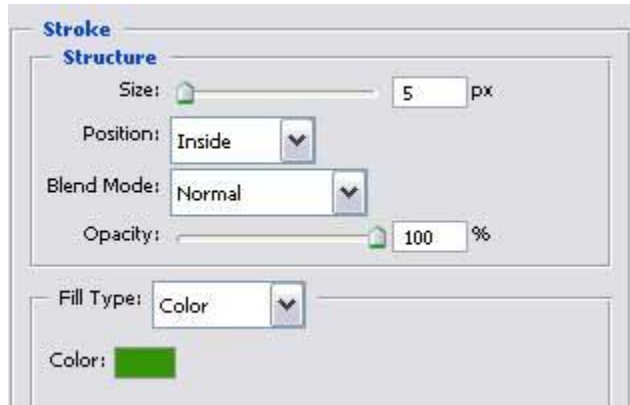 Stroke
Structure
Size: 5 px
Position: Inside
Blend Mode: Normal
Opacity: 100 %
Fill Type: Color
Color: